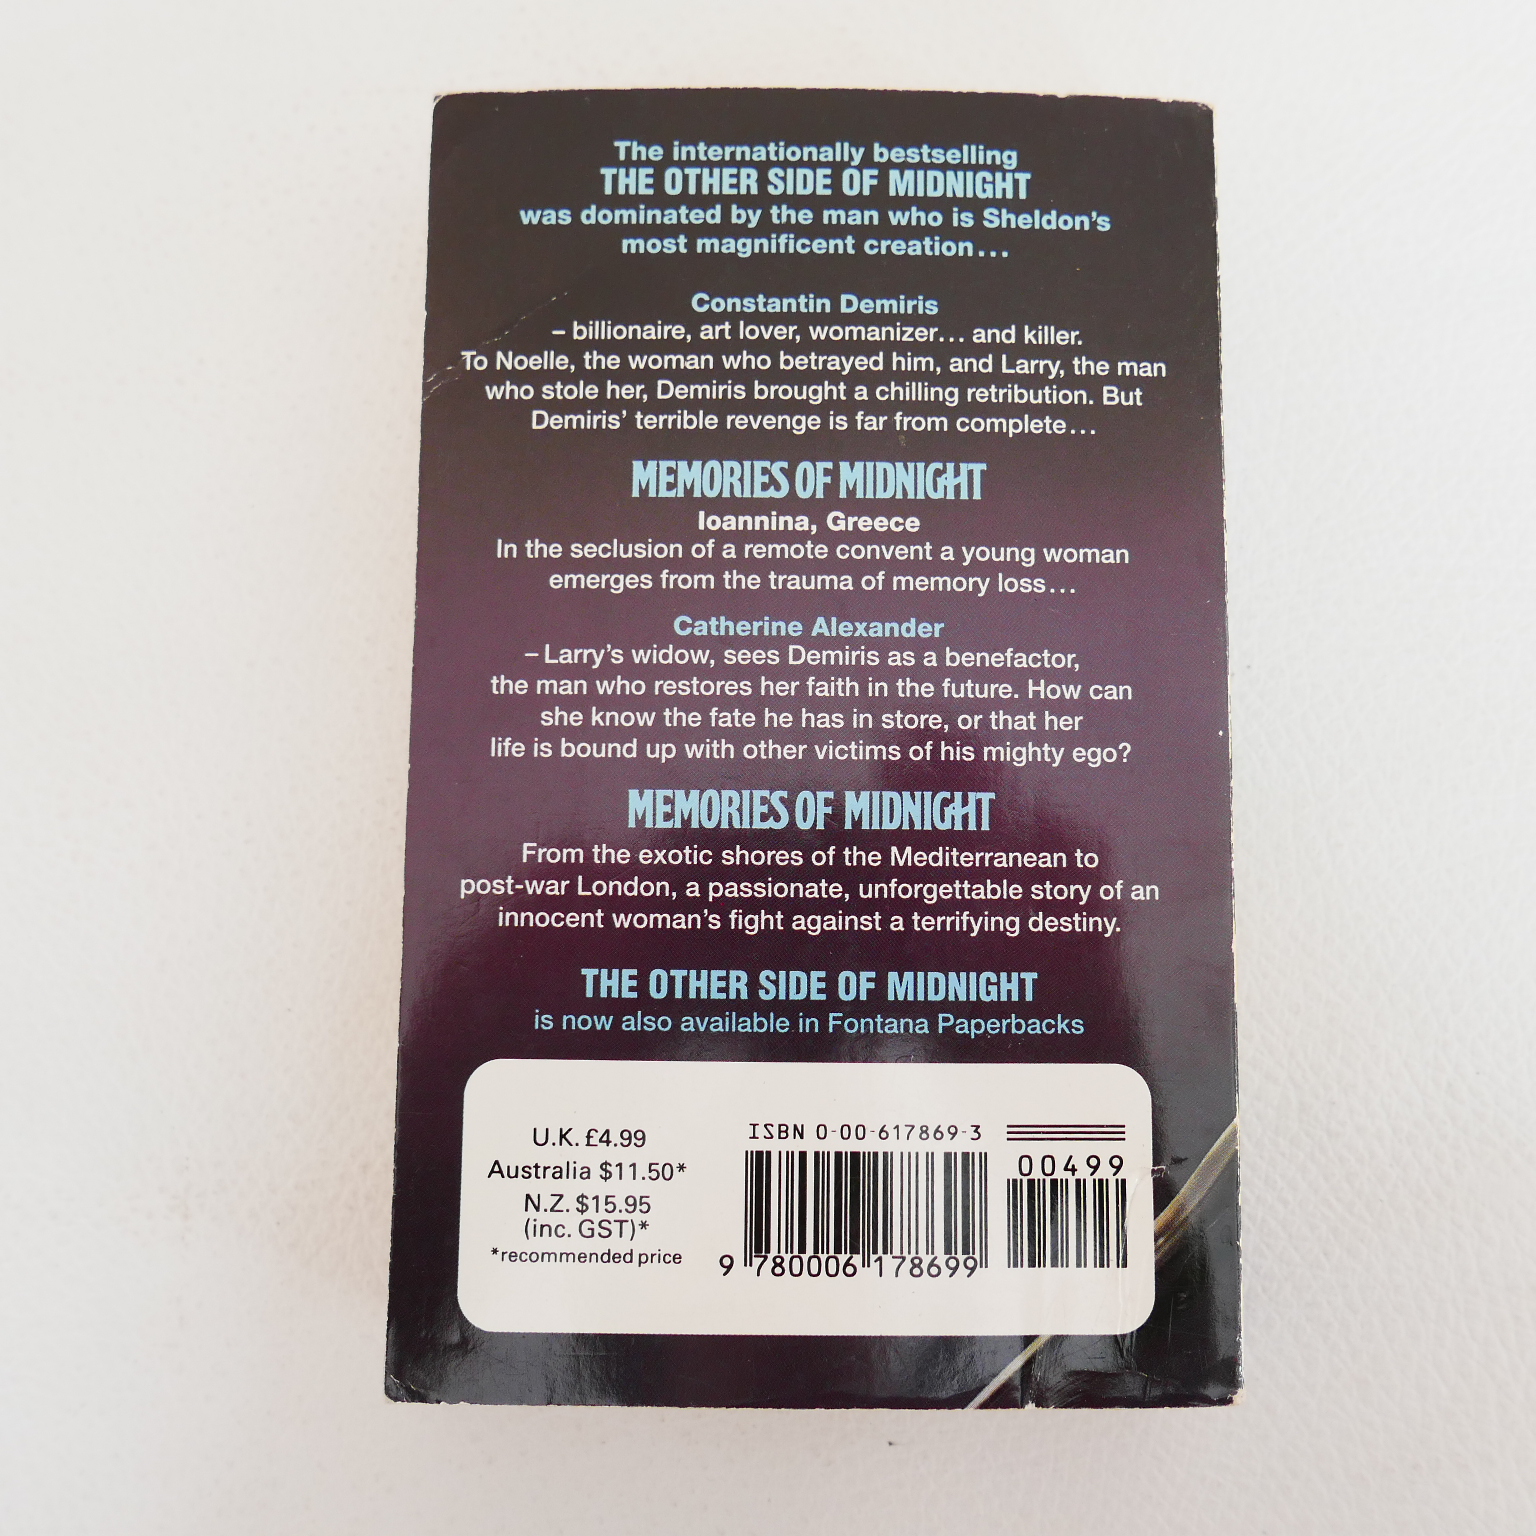 The internationally bestselling
THE OTHER SIDE OF MIDNIGHT
was dominated by the man who is Sheldon's
most magnificent creation...
Constantin Demiris
– billionaire, art lover, womanizer... and killer.
To Noelle, the woman who betrayed him, and Larry, the man
who stole her, Demiris brought a chilling retribution. But
Demiris' terrible revenge is far from complete...
MEMORIES OF MIDNIGHT
Ioannina, Greece
In the seclusion of a remote convent a young woman
emerges from the trauma of memory loss...
Catherine Alexander
– Larry's widow, sees Demiris as a benefactor,
the man who restores her faith in the future. How can
she know the fate he has in store, or that her
life is bound up with other victims of his mighty ego?
MEMORIES OF MIDNIGHT
From the exotic shores of the Mediterranean to
post-war London, a passionate, unforgettable story of an
innocent woman's fight against a terrifying destiny.
THE OTHER SIDE OF MIDNIGHT
is now also available in Fontana Paperbacks
U.K. £4.99
Australia $11.50*
N.Z. $15.95
(inc. GST)*
*recommended price
ISBN 0-00-617869-3
00499
9 780006 178699